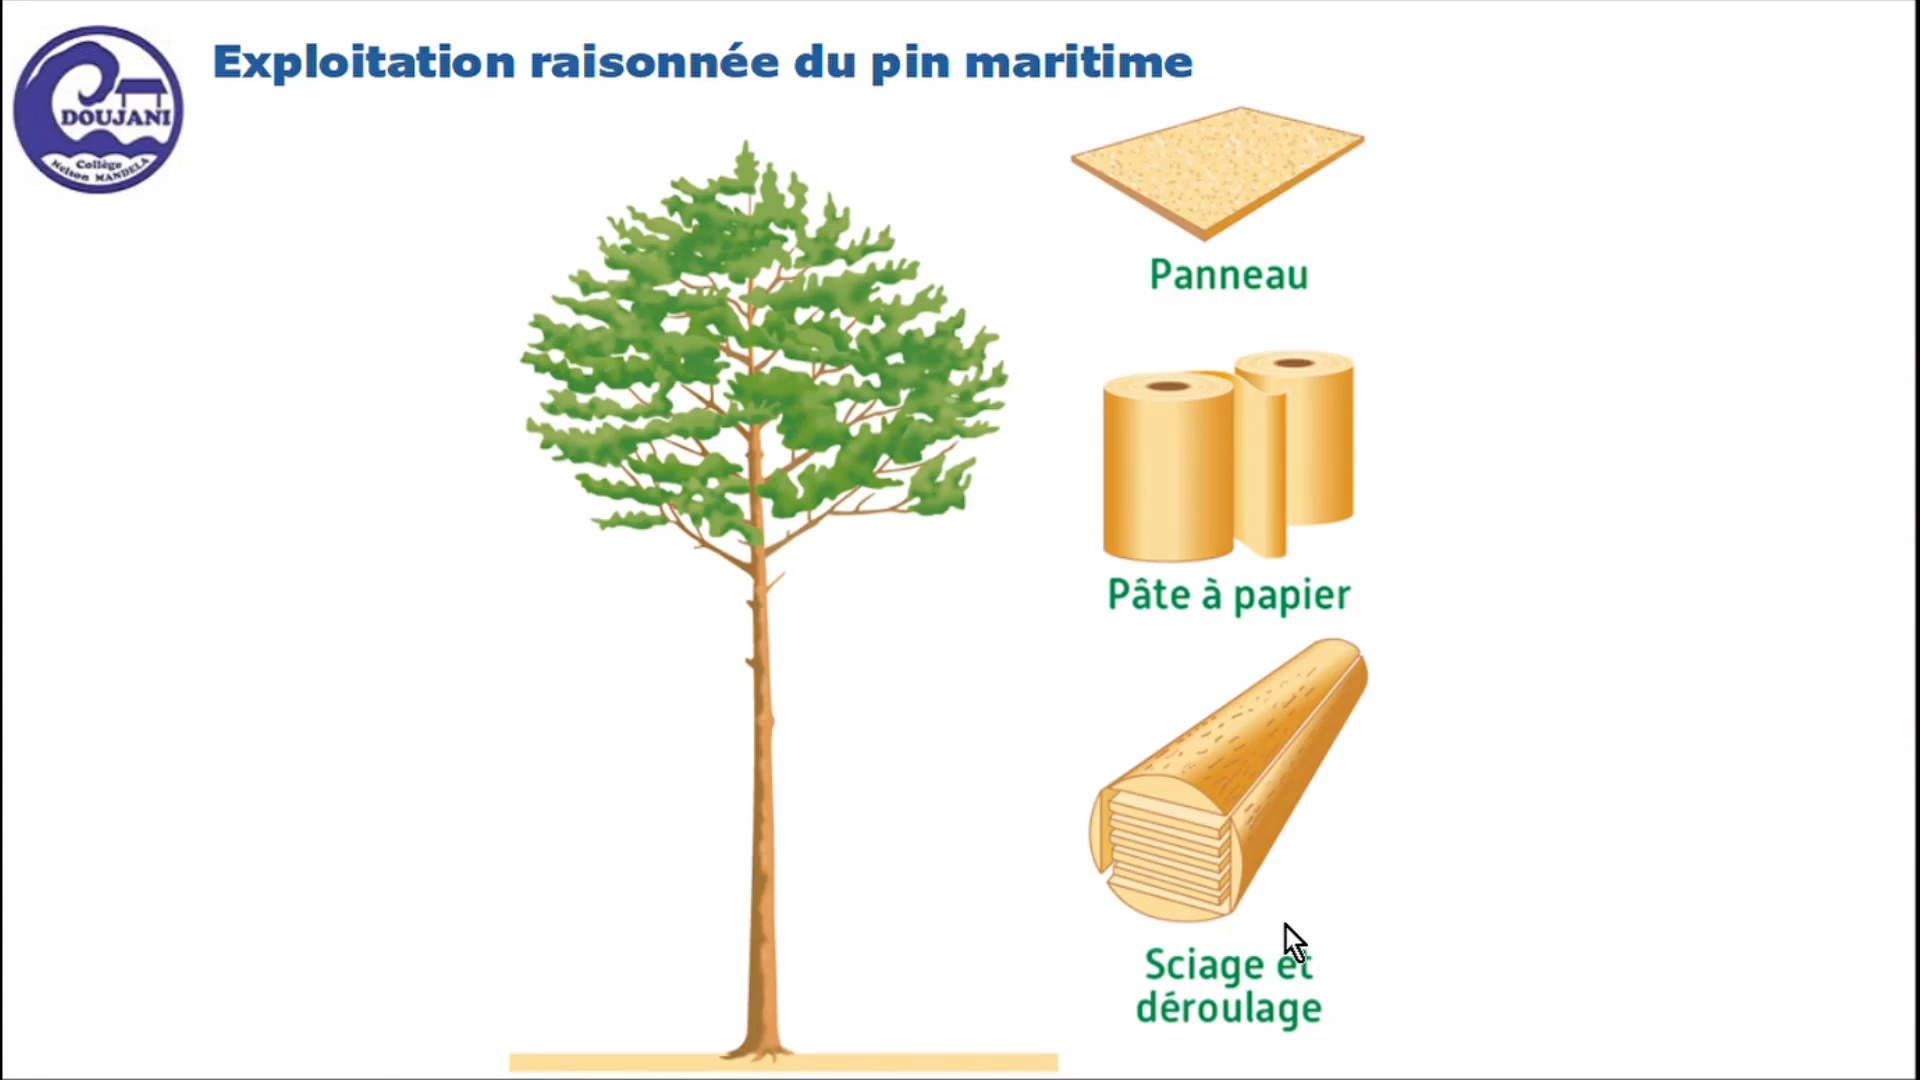 DOUJANI
Collège
Nelson MANDELA
Exploitation raisonnée du pin maritime
Panneau
Pâte à papier
Sciage et
déroulage